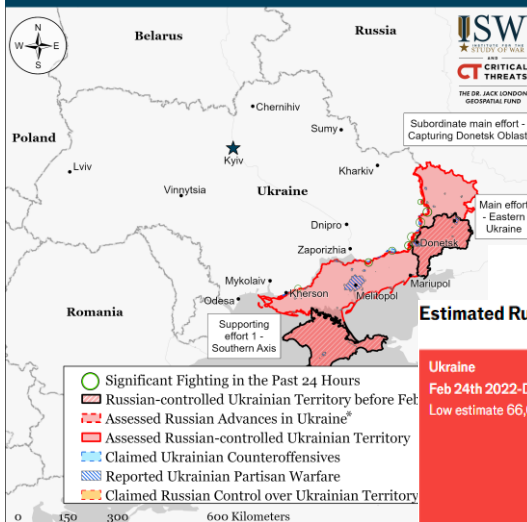 Belarus
Russia
ISW
INSTITUTE FOR THE
STUDY OF WAR
AND
CT CRITICAL
THREATS
THE DR. JACK LONDON
GEOSPATIAL FUND
N
W
E
S
Chernihiv
Sumy
Subordinate main effort -
Capturing Donetsk Oblast
Poland
Lviv
Kyiv
Kharkiv
Vinnytsia
Ukraine
Main effort
- Eastern
Ukraine
Dnipro
Donetsk
Zaporizhia
Mykolaiv
Kherson
Mariupol
Melitopol
Odesa
Romania
Supporting
effort 1 -
Southern Axis
Estimated Ru
Ukraine
Feb 24th 2022-D
Low estimate 66,
Significant Fighting in the Past 24 Hours
Russian-controlled Ukrainian Territory before Feb
Assessed Russian Advances in Ukraine*
Assessed Russian-controlled Ukrainian Territory
Claimed Ukrainian Counteroffensives
Reported Ukrainian Partisan Warfare
Claimed Russian Control over Ukrainian Territory
0 150 300 600 Kilometers